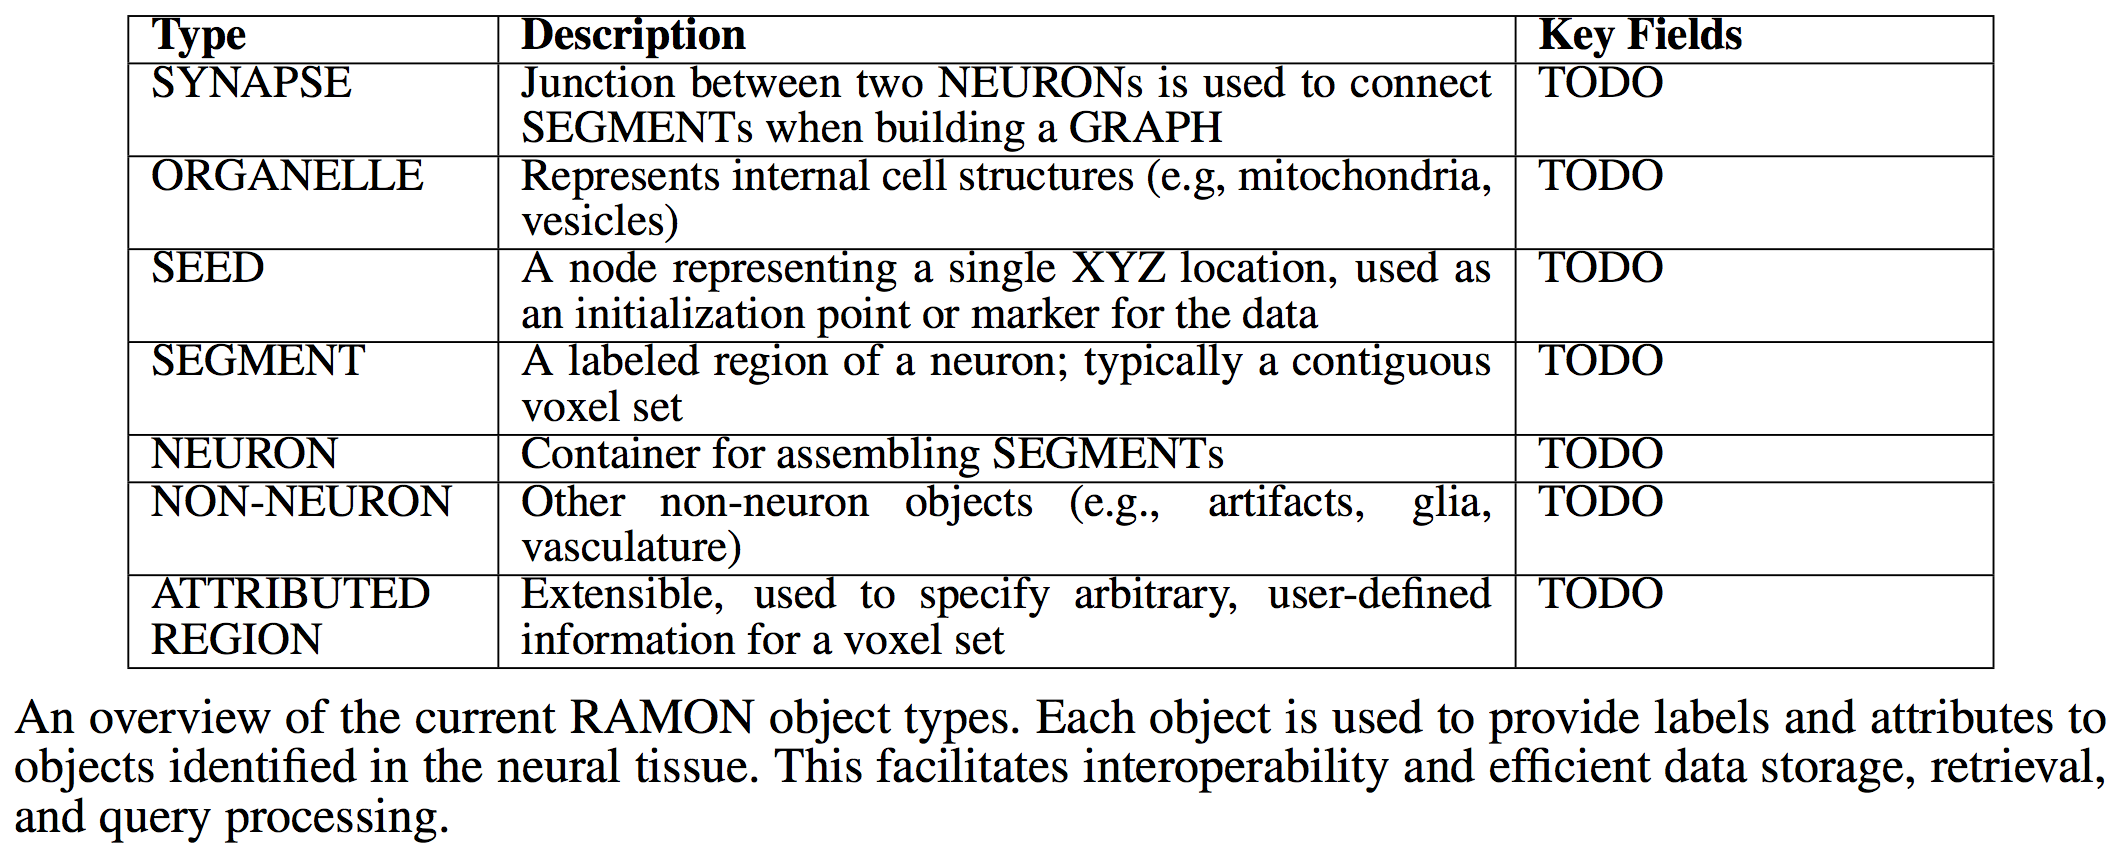 Type Description Key Fields
SYNAPSE Junction between two NEURONs is used to connect TODO
SEGMENTs when building a GRAPH
ORGANELLE Represents internal cell structures (e.g, mitochondria, TODO
vesicles)
SEED A node representing a single XYZ location, used as TODO
an initialization point or marker for the data
SEGMENT A labeled region of a neuron; typically a contiguous TODO
voxel set
NEURON Container for assembling SEGMENTs TODO
NON-NEURON Other non-neuron objects (e.g., artifacts, glia, TODO
vasculature)
ATTRIBUTED Extensible, used to specify arbitrary, user-defined TODO
REGION information for a voxel set
An overview of the current RAMON object types. Each object is used to provide labels and attributes to
objects identified in the neural tissue. This facilitates interoperability and efficient data storage, retrieval,
and query processing.